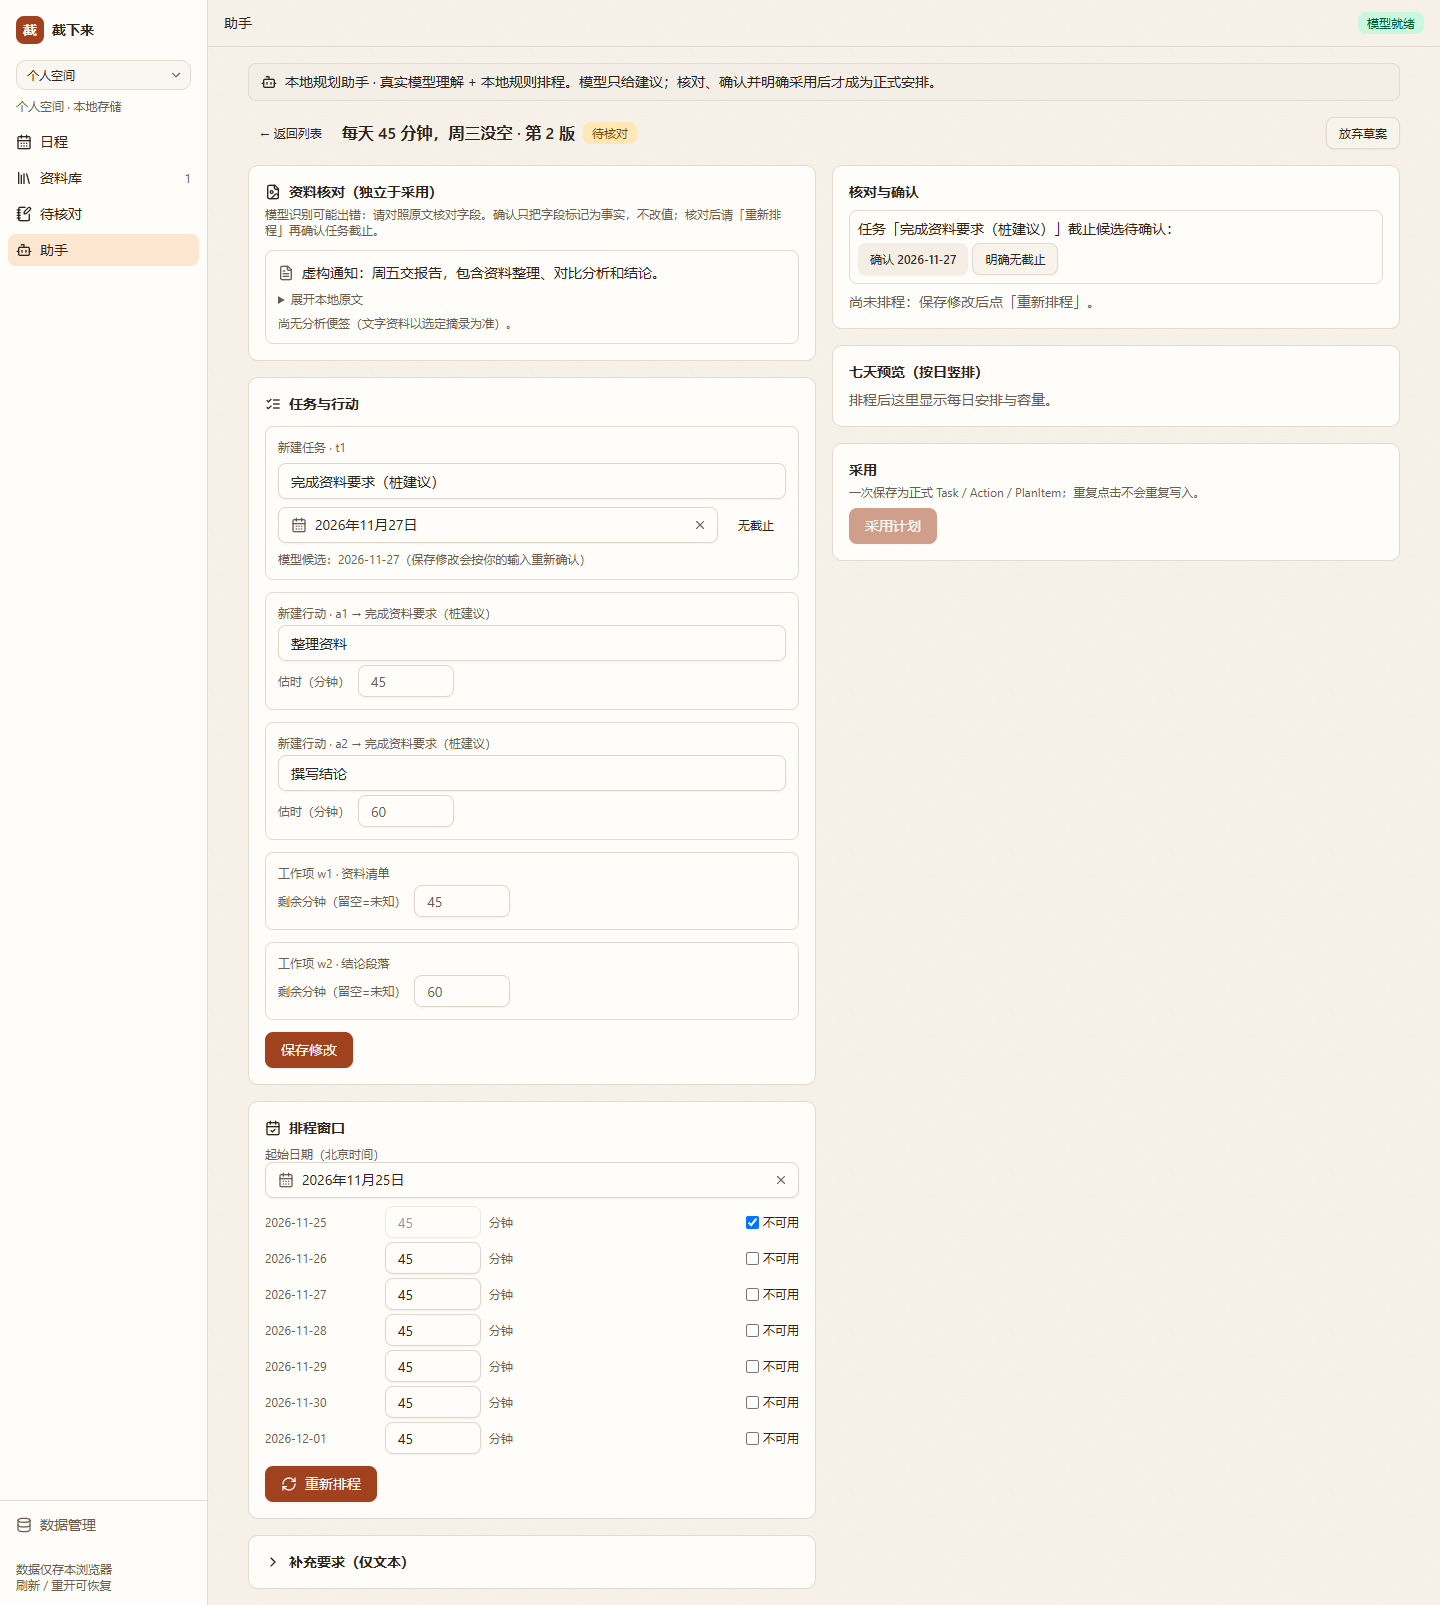 截 截下来
个人空间
个人空间 · 本地存储
日程
资料库 1
待核对
助手
数据管理
数据仅存本浏览器
刷新 / 重开可恢复
助手
模型就绪
本地规划助手 · 真实模型理解 + 本地规则排程。模型只给建议；核对、确认并明确采用后才成为正式安排。
← 返回列表
每天 45 分钟，周三没空 · 第 2 版
待核对
放弃草案
资料核对（独立于采用）
模型识别可能出错：请对照原文核对字段。确认只把字段标记为事实，不改值；核对后请「重新排
程」再确认任务截止。
虚构通知：周五交报告，包含资料整理、对比分析和结论。
▶ 展开本地原文
尚无分析便签（文字资料以选定摘录为准）。
任务与行动
新建任务 · t1
完成资料要求（桩建议）
2026年11月27日
无截止
模型候选：2026-11-27（保存修改会按你的输入重新确认）
新建行动 · a1 → 完成资料要求（桩建议）
整理资料
估时（分钟） 45
新建行动 · a2 → 完成资料要求（桩建议）
撰写结论
估时（分钟） 60
工作项 w1 · 资料清单
剩余分钟（留空=未知） 45
工作项 w2 · 结论段落
剩余分钟（留空=未知） 60
保存修改
排程窗口
起始日期（北京时间）
2026年11月25日
2026-11-25 45 分钟 不可用
2026-11-26 45 分钟 不可用
2026-11-27 45 分钟 不可用
2026-11-28 45 分钟 不可用
2026-11-29 45 分钟 不可用
2026-11-30 45 分钟 不可用
2026-12-01 45 分钟 不可用
重新排程
补充要求（仅文本）
核对与确认
任务「完成资料要求（桩建议）」截止候选待确认：
确认 2026-11-27
明确无截止
尚未排程：保存修改后点「重新排程」。
七天预览（按日竖排）
排程后这里显示每日安排与容量。
采用
一次保存为正式 Task / Action / PlanItem；重复点击不会重复写入。
采用计划